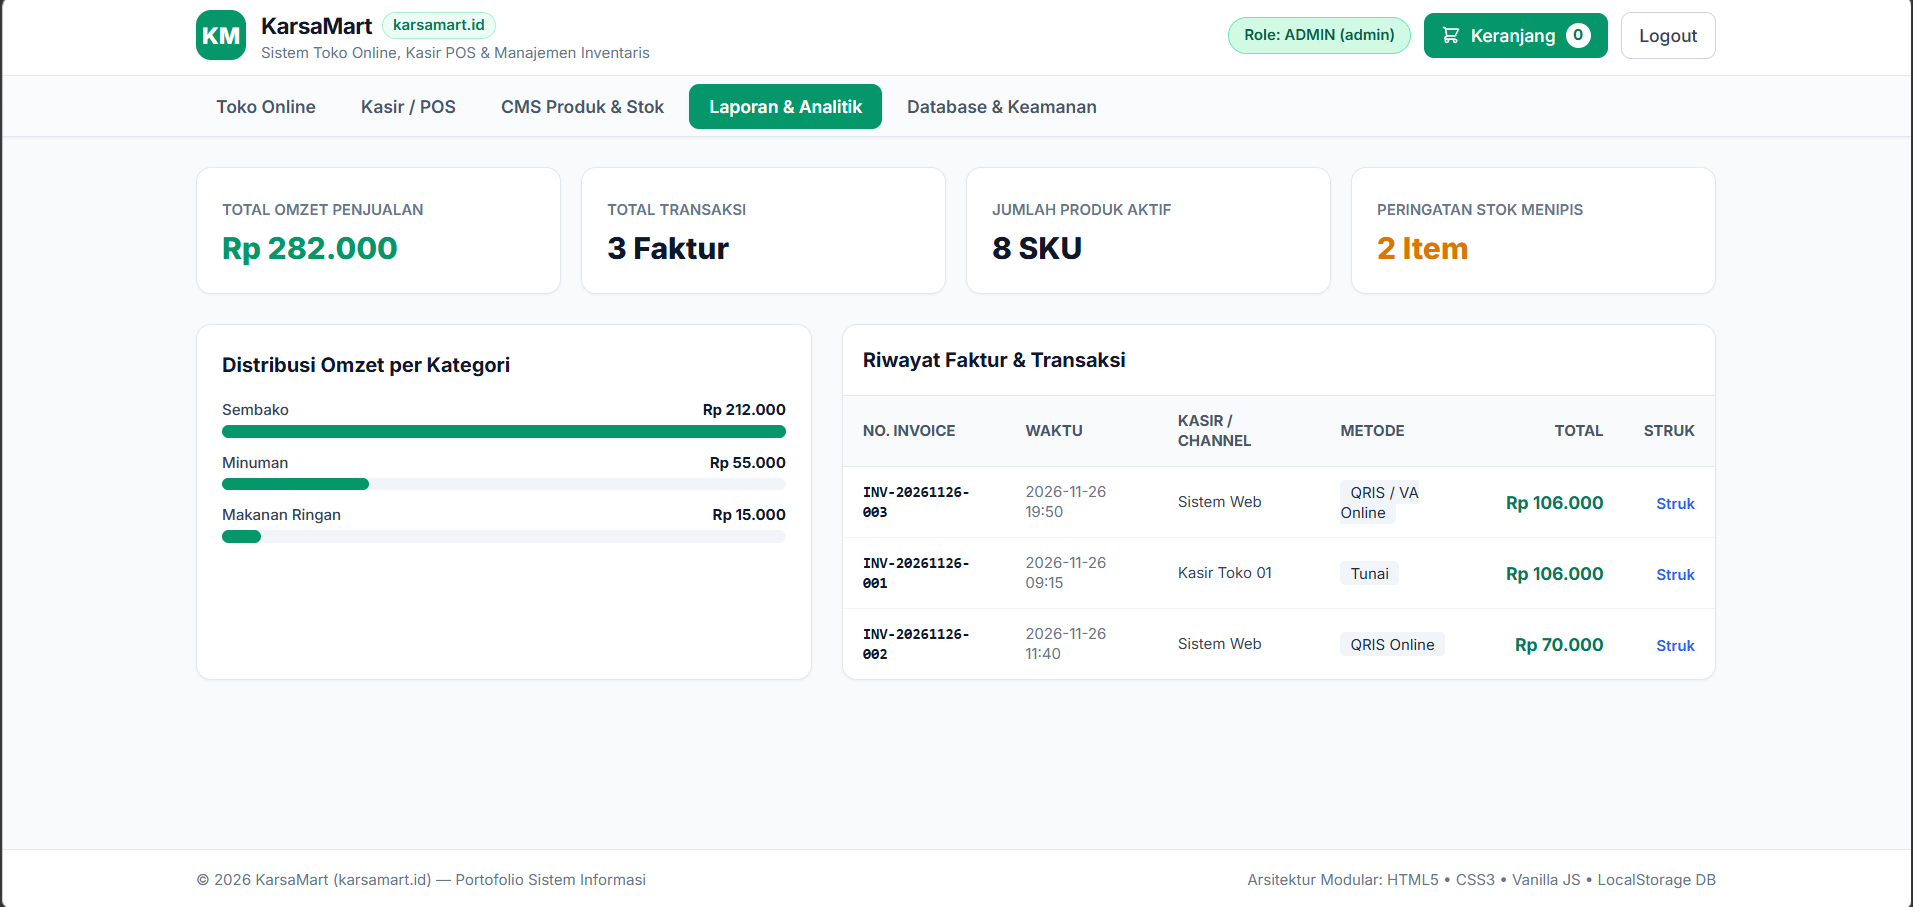 KM
KarsaMart karsamart.id
Sistem Toko Online, Kasir POS & Manajemen Inventaris
Role: ADMIN (admin)
Keranjang 0
Logout
Toko Online
Kasir / POS
CMS Produk & Stok
Laporan & Analitik
Database & Keamanan
TOTAL OMZET PENJUALAN
Rp 282.000
TOTAL TRANSAKSI
3 Faktur
JUMLAH PRODUK AKTIF
8 SKU
PERINGATAN STOK MENIPIS
2 Item
Distribusi Omzet per Kategori
Sembako Rp 212.000
Minuman Rp 55.000
Makanan Ringan Rp 15.000
Riwayat Faktur & Transaksi
NO. INVOICE
WAKTU
KASIR /
CHANNEL
METODE
TOTAL
STRUK
INV-20261126-
003
2026-11-26
19:50
Sistem Web
QRIS / VA
Online
Rp 106.000
Struk
INV-20261126-
001
2026-11-26
09:15
Kasir Toko 01
Tunai
Rp 106.000
Struk
INV-20261126-
002
2026-11-26
11:40
Sistem Web
QRIS Online
Rp 70.000
Struk
© 2026 KarsaMart (karsamart.id) — Portofolio Sistem Informasi
Arsitektur Modular: HTML5 • CSS3 • Vanilla JS • LocalStorage DB